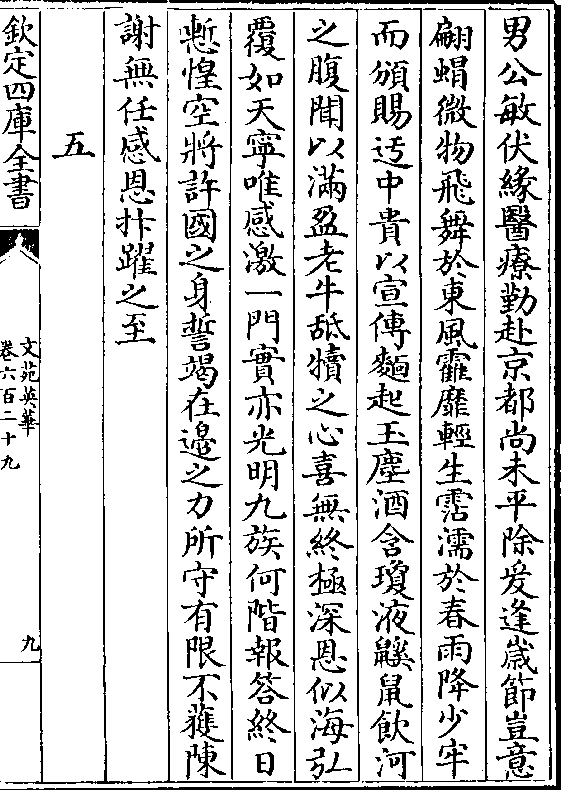 男公敏伏緣醫療勤赴京都尚未平除爰逢嵗節豈意
翩蜎微物飛舞於東風靃靡輕生霑濡於春雨降少牢
而頒賜迃中貴以宣傳麵起玉塵酒含瓊液鼷鼠飲河
之腹聞以滿盈老牛舐犢之心喜無終極深恩似海弘
覆如天寧唯感激一門實亦光明九族何階報答終日
慙惶空將許國之身誓竭在邉之力所守有限不𫉬陳
謝無任感恩抃躍之至
五
欽定四庫全書
文苑英華
卷六百二十九
九